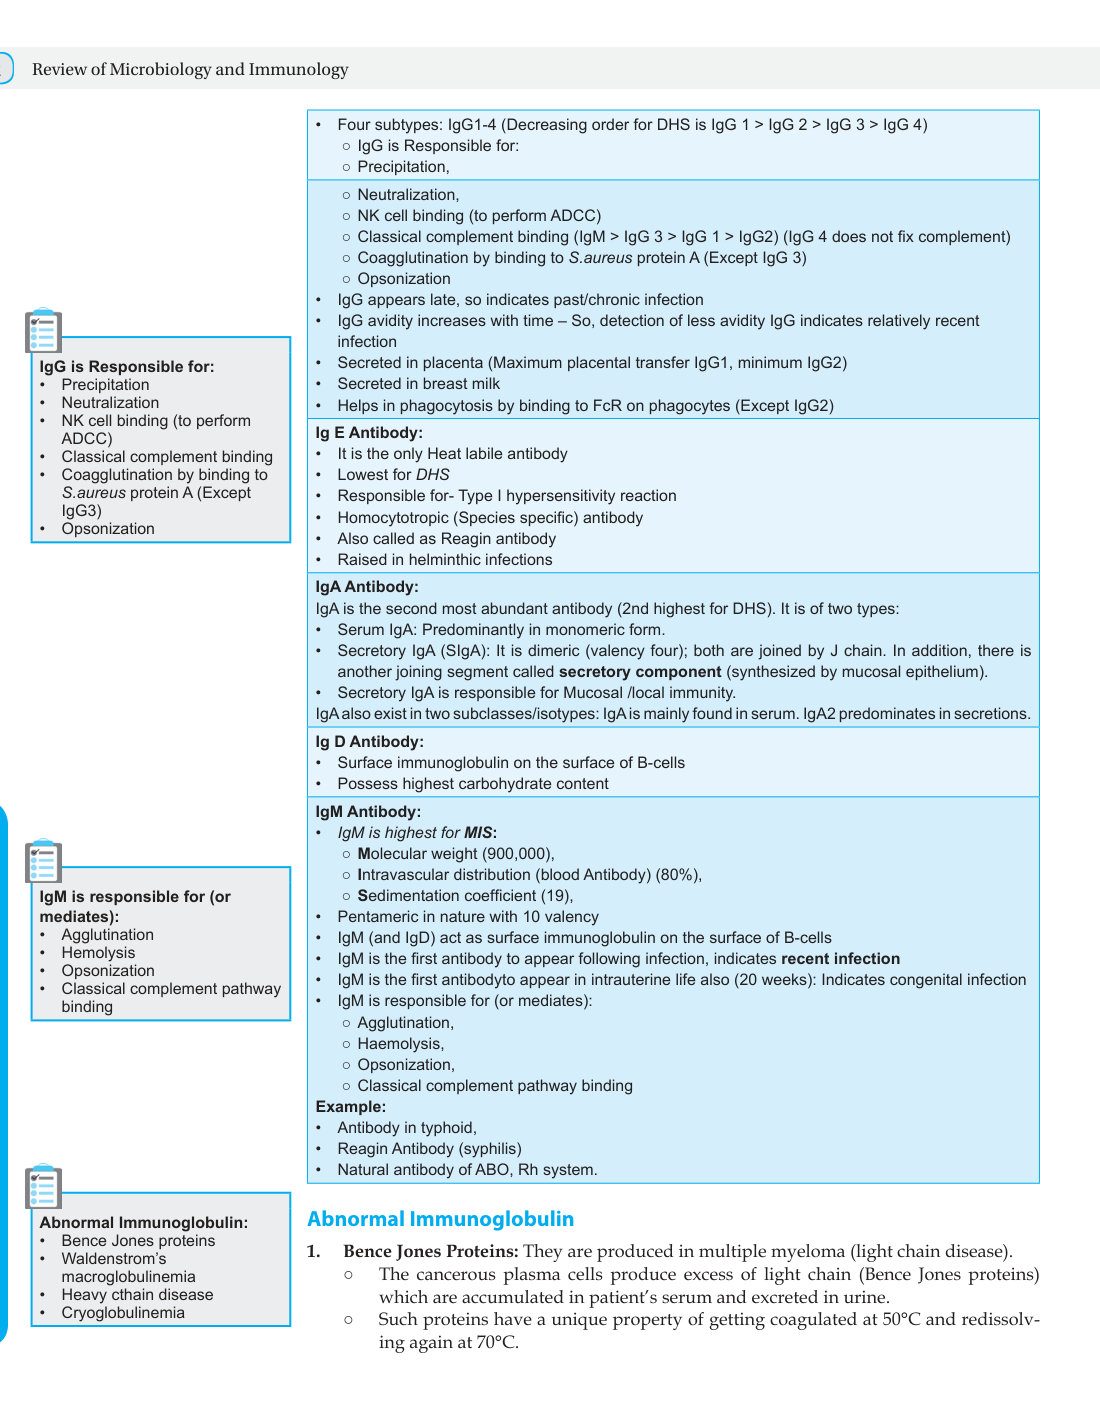 Review of Microbiology and Immunology
• Four subtypes: IgG1-4 (Decreasing order for DHS is IgG 1 > IgG 2 > IgG 3 > IgG 4)
○ IgG is Responsible for:
○ Precipitation,
○ Neutralization,
○ NK cell binding (to perform ADCC)
○ Classical complement binding (IgM > IgG 3 > IgG 1 > IgG2) (IgG 4 does not fix complement)
○ Coagglutination by binding to S.aureus protein A (Except IgG 3)
○ Opsonization
• IgG appears late, so indicates past/chronic infection
• IgG avidity increases with time – So, detection of less avidity IgG indicates relatively recent
infection
• Secreted in placenta (Maximum placental transfer IgG1, minimum IgG2)
• Secreted in breast milk
• Helps in phagocytosis by binding to FcR on phagocytes (Except IgG2)
IgG is Responsible for:
• Precipitation
• Neutralization
• NK cell binding (to perform
ADCC)
• Classical complement binding
• Coagglutination by binding to
S.aureus protein A (Except
IgG3)
• Opsonization
Ig E Antibody:
• It is the only Heat labile antibody
• Lowest for DHS
• Responsible for- Type I hypersensitivity reaction
• Homocytotropic (Species specific) antibody
• Also called as Reagin antibody
• Raised in helminthic infections
IgA Antibody:
IgA is the second most abundant antibody (2nd highest for DHS). It is of two types:
• Serum IgA: Predominantly in monomeric form.
• Secretory IgA (SIgA): It is dimeric (valency four); both are joined by J chain. In addition, there is
another joining segment called secretory component (synthesized by mucosal epithelium).
• Secretory IgA is responsible for Mucosal /local immunity.
IgA also exist in two subclasses/isotypes: IgA is mainly found in serum. IgA2 predominates in secretions.
Ig D Antibody:
• Surface immunoglobulin on the surface of B-cells
• Possess highest carbohydrate content
IgM Antibody:
• IgM is highest for MIS:
○ Molecular weight (900,000),
○ Intravascular distribution (blood Antibody) (80%),
○ Sedimentation coefficient (19),
• Pentameric in nature with 10 valency
• IgM (and IgD) act as surface immunoglobulin on the surface of B-cells
• IgM is the first antibody to appear following infection, indicates recent infection
• IgM is the first antibodyto appear in intrauterine life also (20 weeks): Indicates congenital infection
• IgM is responsible for (or mediates):
○ Agglutination,
○ Haemolysis,
○ Opsonization,
○ Classical complement pathway binding
Example:
• Antibody in typhoid,
• Reagin Antibody (syphilis)
• Natural antibody of ABO, Rh system.
IgM is responsible for (or
mediates):
• Agglutination
• Hemolysis
• Opsonization
• Classical complement pathway
binding
Abnormal Immunoglobulin:
• Bence Jones proteins
• Waldenstrom's
macroglobulinemia
• Heavy cthain disease
• Cryoglobulinemia
Abnormal Immunoglobulin
1. Bence Jones Proteins: They are produced in multiple myeloma (light chain disease).
○ The cancerous plasma cells produce excess of light chain (Bence Jones proteins)
which are accumulated in patient's serum and excreted in urine.
○ Such proteins have a unique property of getting coagulated at 50°C and redissolv-
ing again at 70°C.